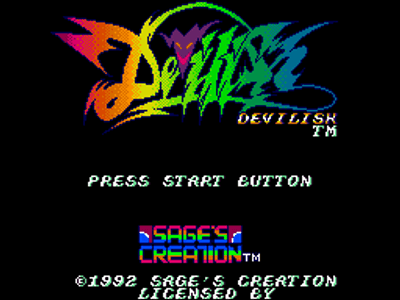 Devilish
DEVILISH
TM
PRESS START BUTTON
SAGE'S
CREATION TM
©1992 SAGE'S CREATION
LICENSED BY